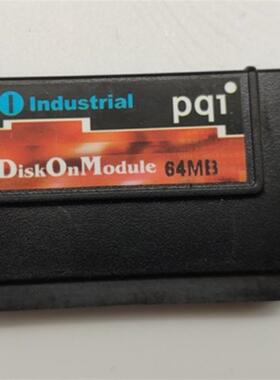 I Industrial
pqi
DiskOnModule 64MB